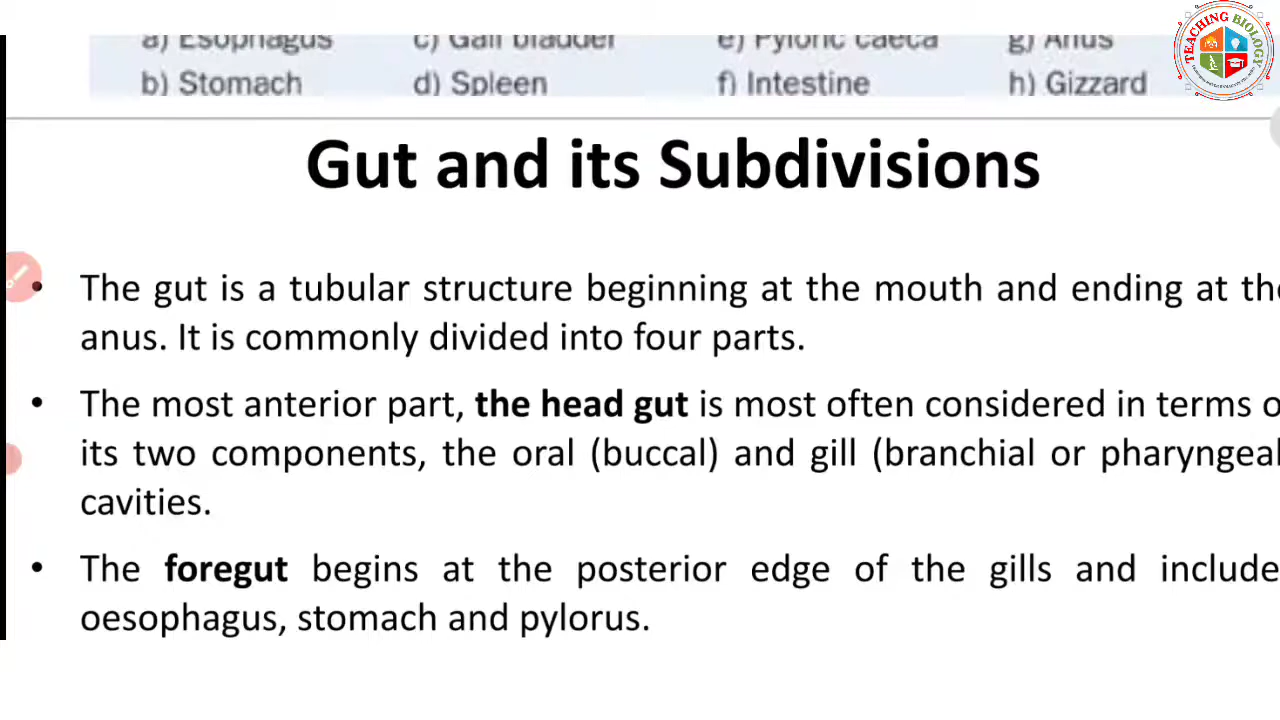 a) Esophagus c) Gall bladder e) Pyloric caeca g) Anus
b) Stomach d) Spleen f) Intestine h) Gizzard
TEACHING BIOLOGY
Gut and its Subdivisions
• The gut is a tubular structure beginning at the mouth and ending at the
anus. It is commonly divided into four parts.
• The most anterior part, the head gut is most often considered in terms o
its two components, the oral (buccal) and gill (branchial or pharyngeal
cavities.
• The foregut begins at the posterior edge of the gills and include
oesophagus, stomach and pylorus.